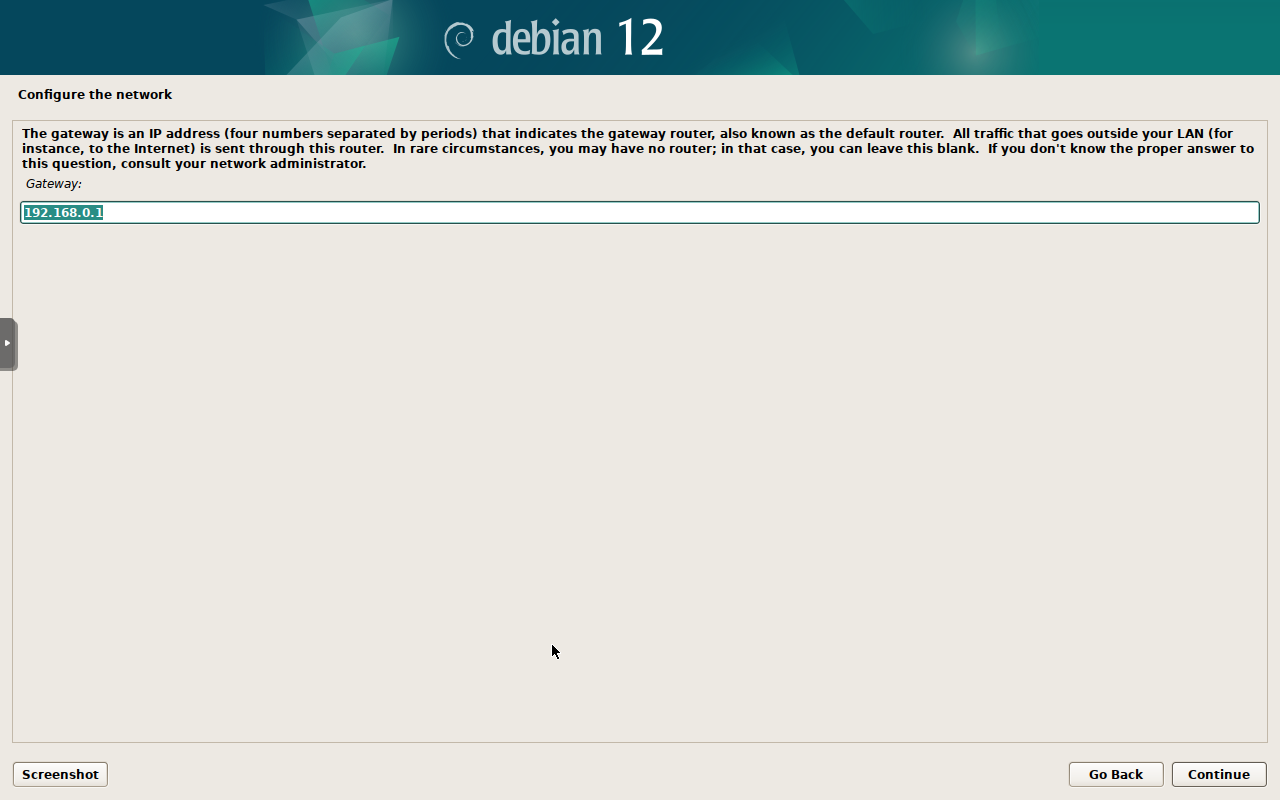 debian 12
Configure the network
The gateway is an IP address (four numbers separated by periods) that indicates the gateway router, also known as the default router.  All traffic that goes outside your LAN (for
instance, to the Internet) is sent through this router.  In rare circumstances, you may have no router; in that case, you can leave this blank.  If you don't know the proper answer to
this question, consult your network administrator.
Gateway:
192.168.0.1
Screenshot Go Back Continue